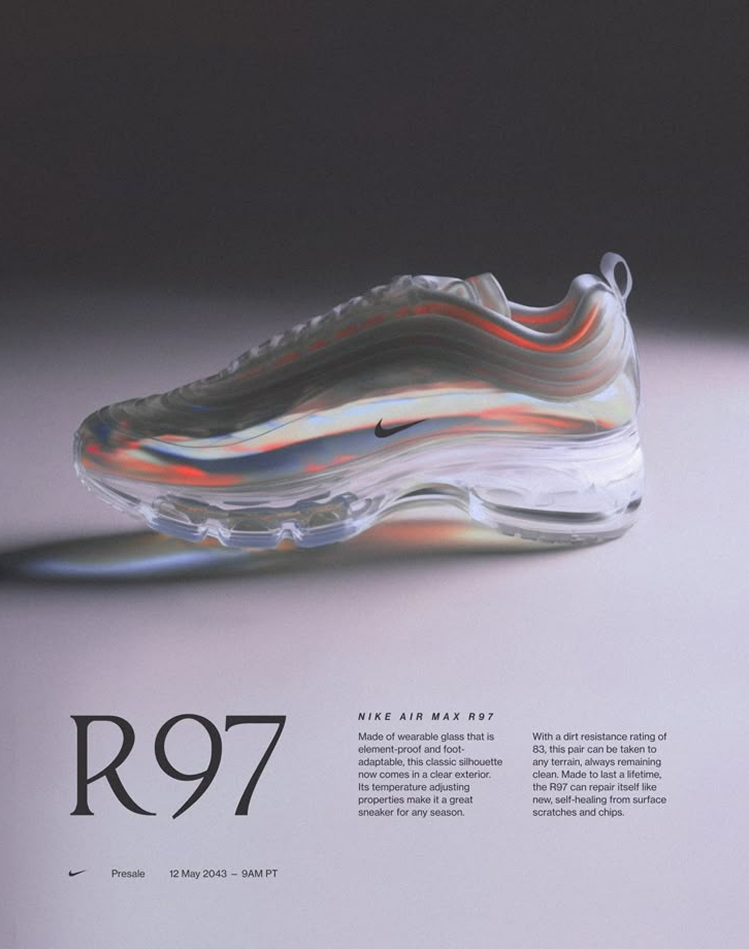 R97
NIKE AIR MAX R97
Made of wearable glass that is
element-proof and foot-
adaptable, this classic silhouette
now comes in a clear exterior.
Its temperature adjusting
properties make it a great
sneaker for any season.
With a dirt resistance rating of
83, this pair can be taken to
any terrain, always remaining
clean. Made to last a lifetime,
the R97 can repair itself like
new, self-healing from surface
scratches and chips.
Presale 12 May 2043 – 9AM PT